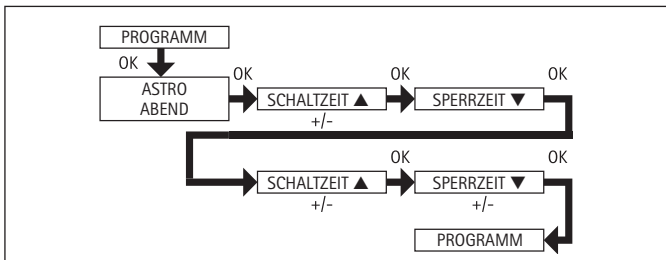 PROGRAMM
OK
ASTRO
ABEND
OK
SCHALTZEIT ▲
+/-
OK
SPERRZEIT ▼
OK
SCHALTZEIT ▲
+/-
OK
SPERRZEIT ▼
+/-
OK
PROGRAMM